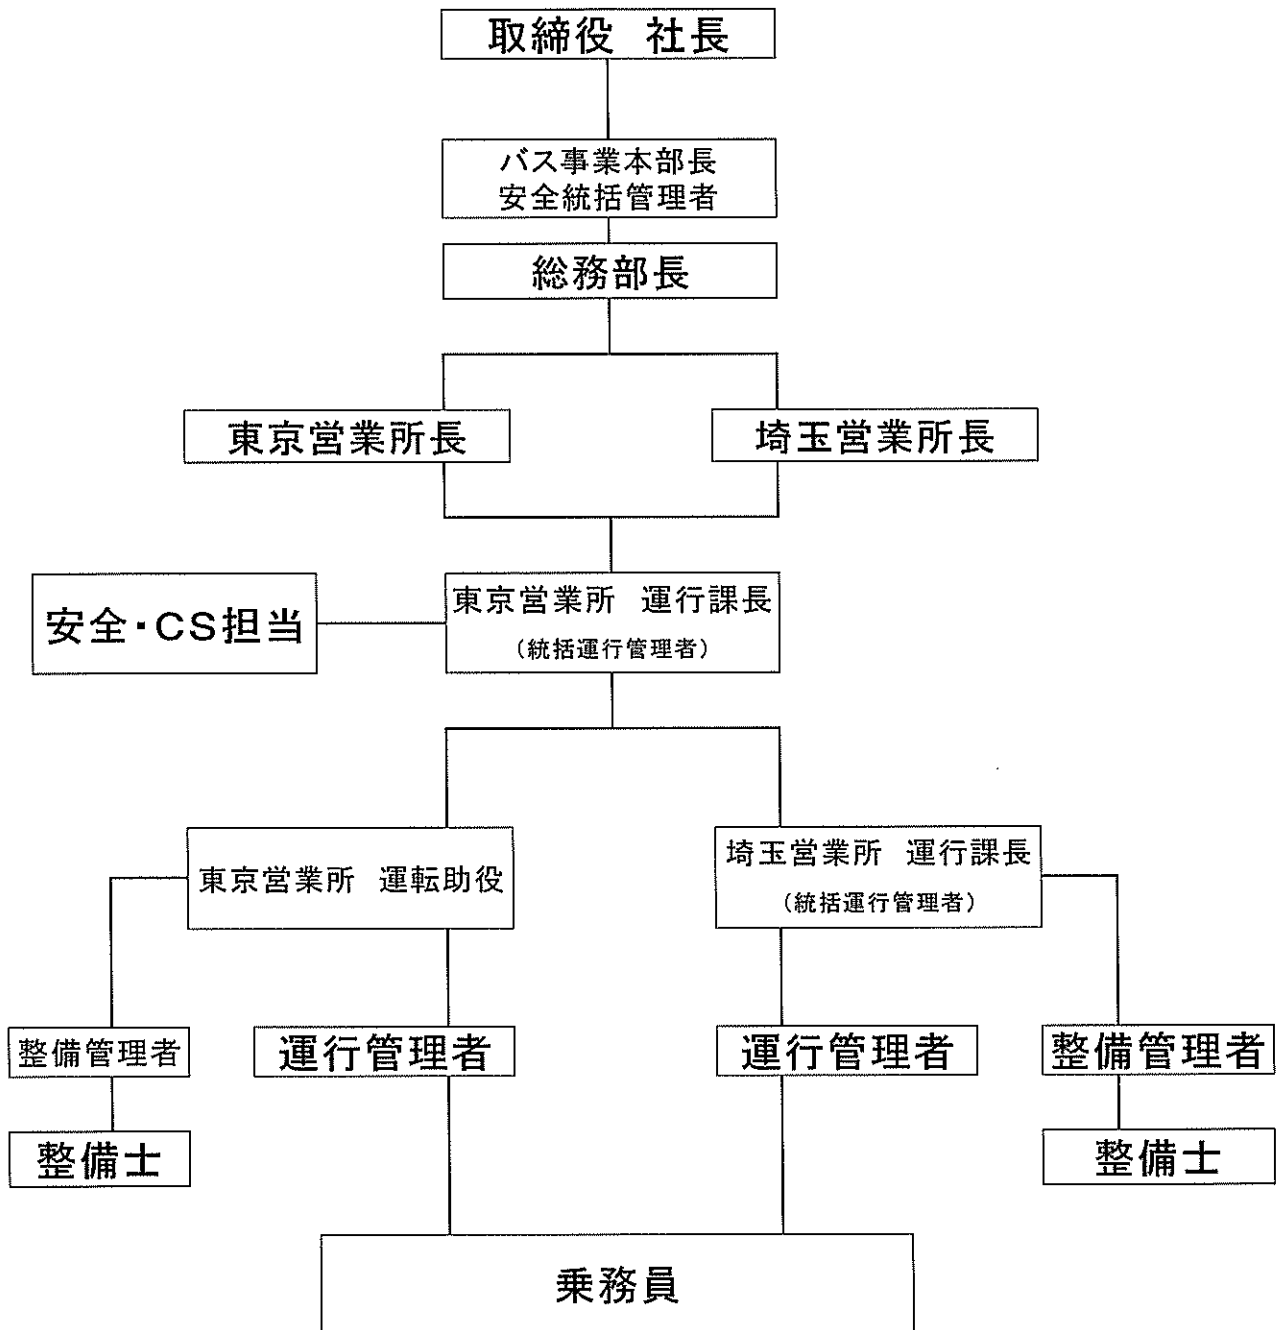 取締役 社長
バス事業本部長
安全統括管理者
総務部長
東京営業所長
埼玉営業所長
安全・CS担当
東京営業所 運行課長
(統括運行管理者)
東京営業所 運転助役
埼玉営業所 運行課長
(統括運行管理者)
整備管理者
運行管理者
運行管理者
整備管理者
整備士
整備士
乗務員